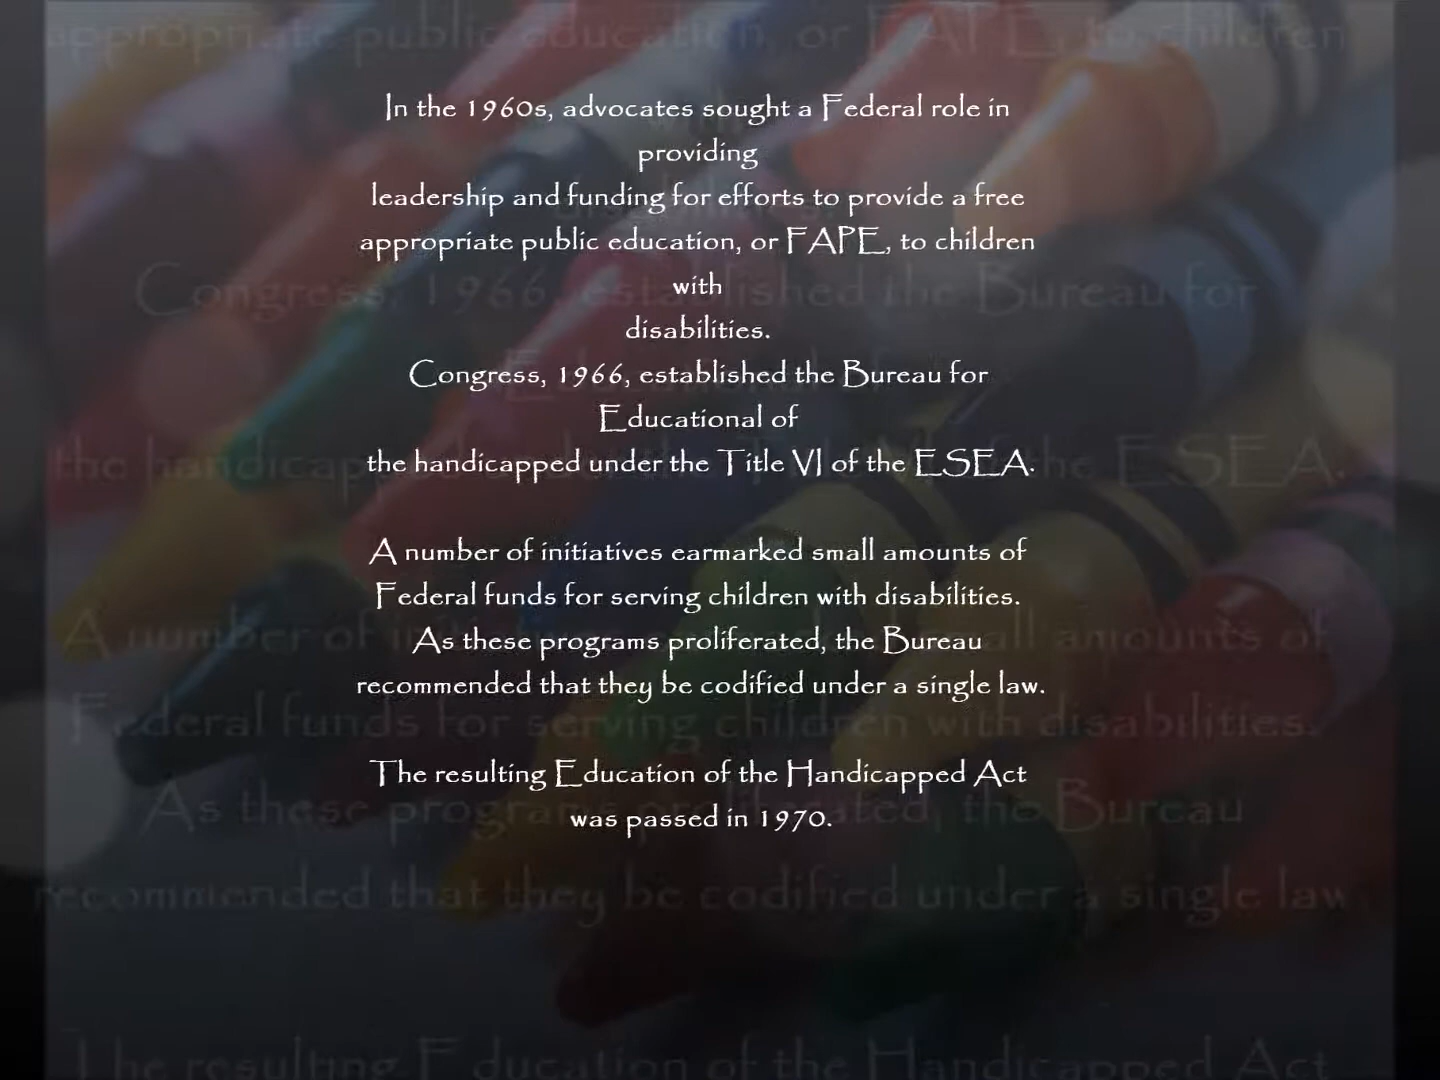 In the 1960s, advocates sought a Federal role in
providing
leadership and funding for efforts to provide a free
appropriate public education, or FAPE, to children
with
disabilities.
Congress, 1966, established the Bureau for
Educational of
the handicapped under the Title VI of the ESEA.
A number of initiatives earmarked small amounts of
Federal funds for serving children with disabilities.
As these programs proliferated, the Bureau
recommended that they be codified under a single law.
The resulting Education of the Handicapped Act
was passed in 1970.